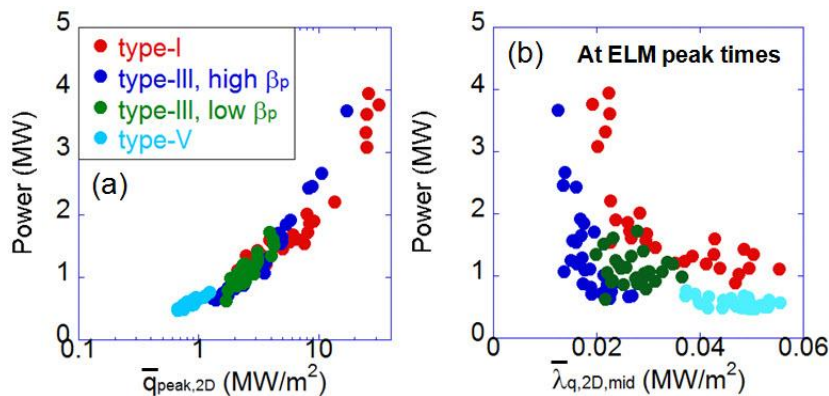 5
4
3
2
1
0
Power (MW)
type-I
type-III, high βp
type-III, low βp
type-V
(a)
0.1
1
10
q̅peak,2D (MW/m²)
5
4
3
2
1
0
Power (MW)
(b) At ELM peak times
0
0.02
0.04
0.06
λ̅q,2D,mid (MW/m²)